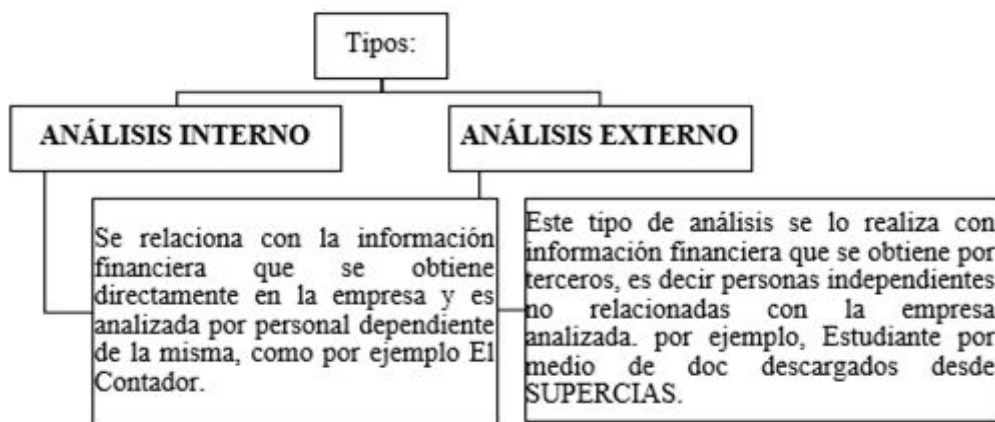 Tipos:
ANÁLISIS INTERNO
ANÁLISIS EXTERNO
Se relaciona con la información
financiera que se obtiene
directamente en la empresa y es
analizada por personal dependiente
de la misma, como por ejemplo El
Contador.
Este tipo de análisis se lo realiza con
información financiera que se obtiene por
terceros, es decir personas independientes
no relacionadas con la empresa
analizada. por ejemplo, Estudiante por
medio de doc descargados desde
SUPERCIAS.